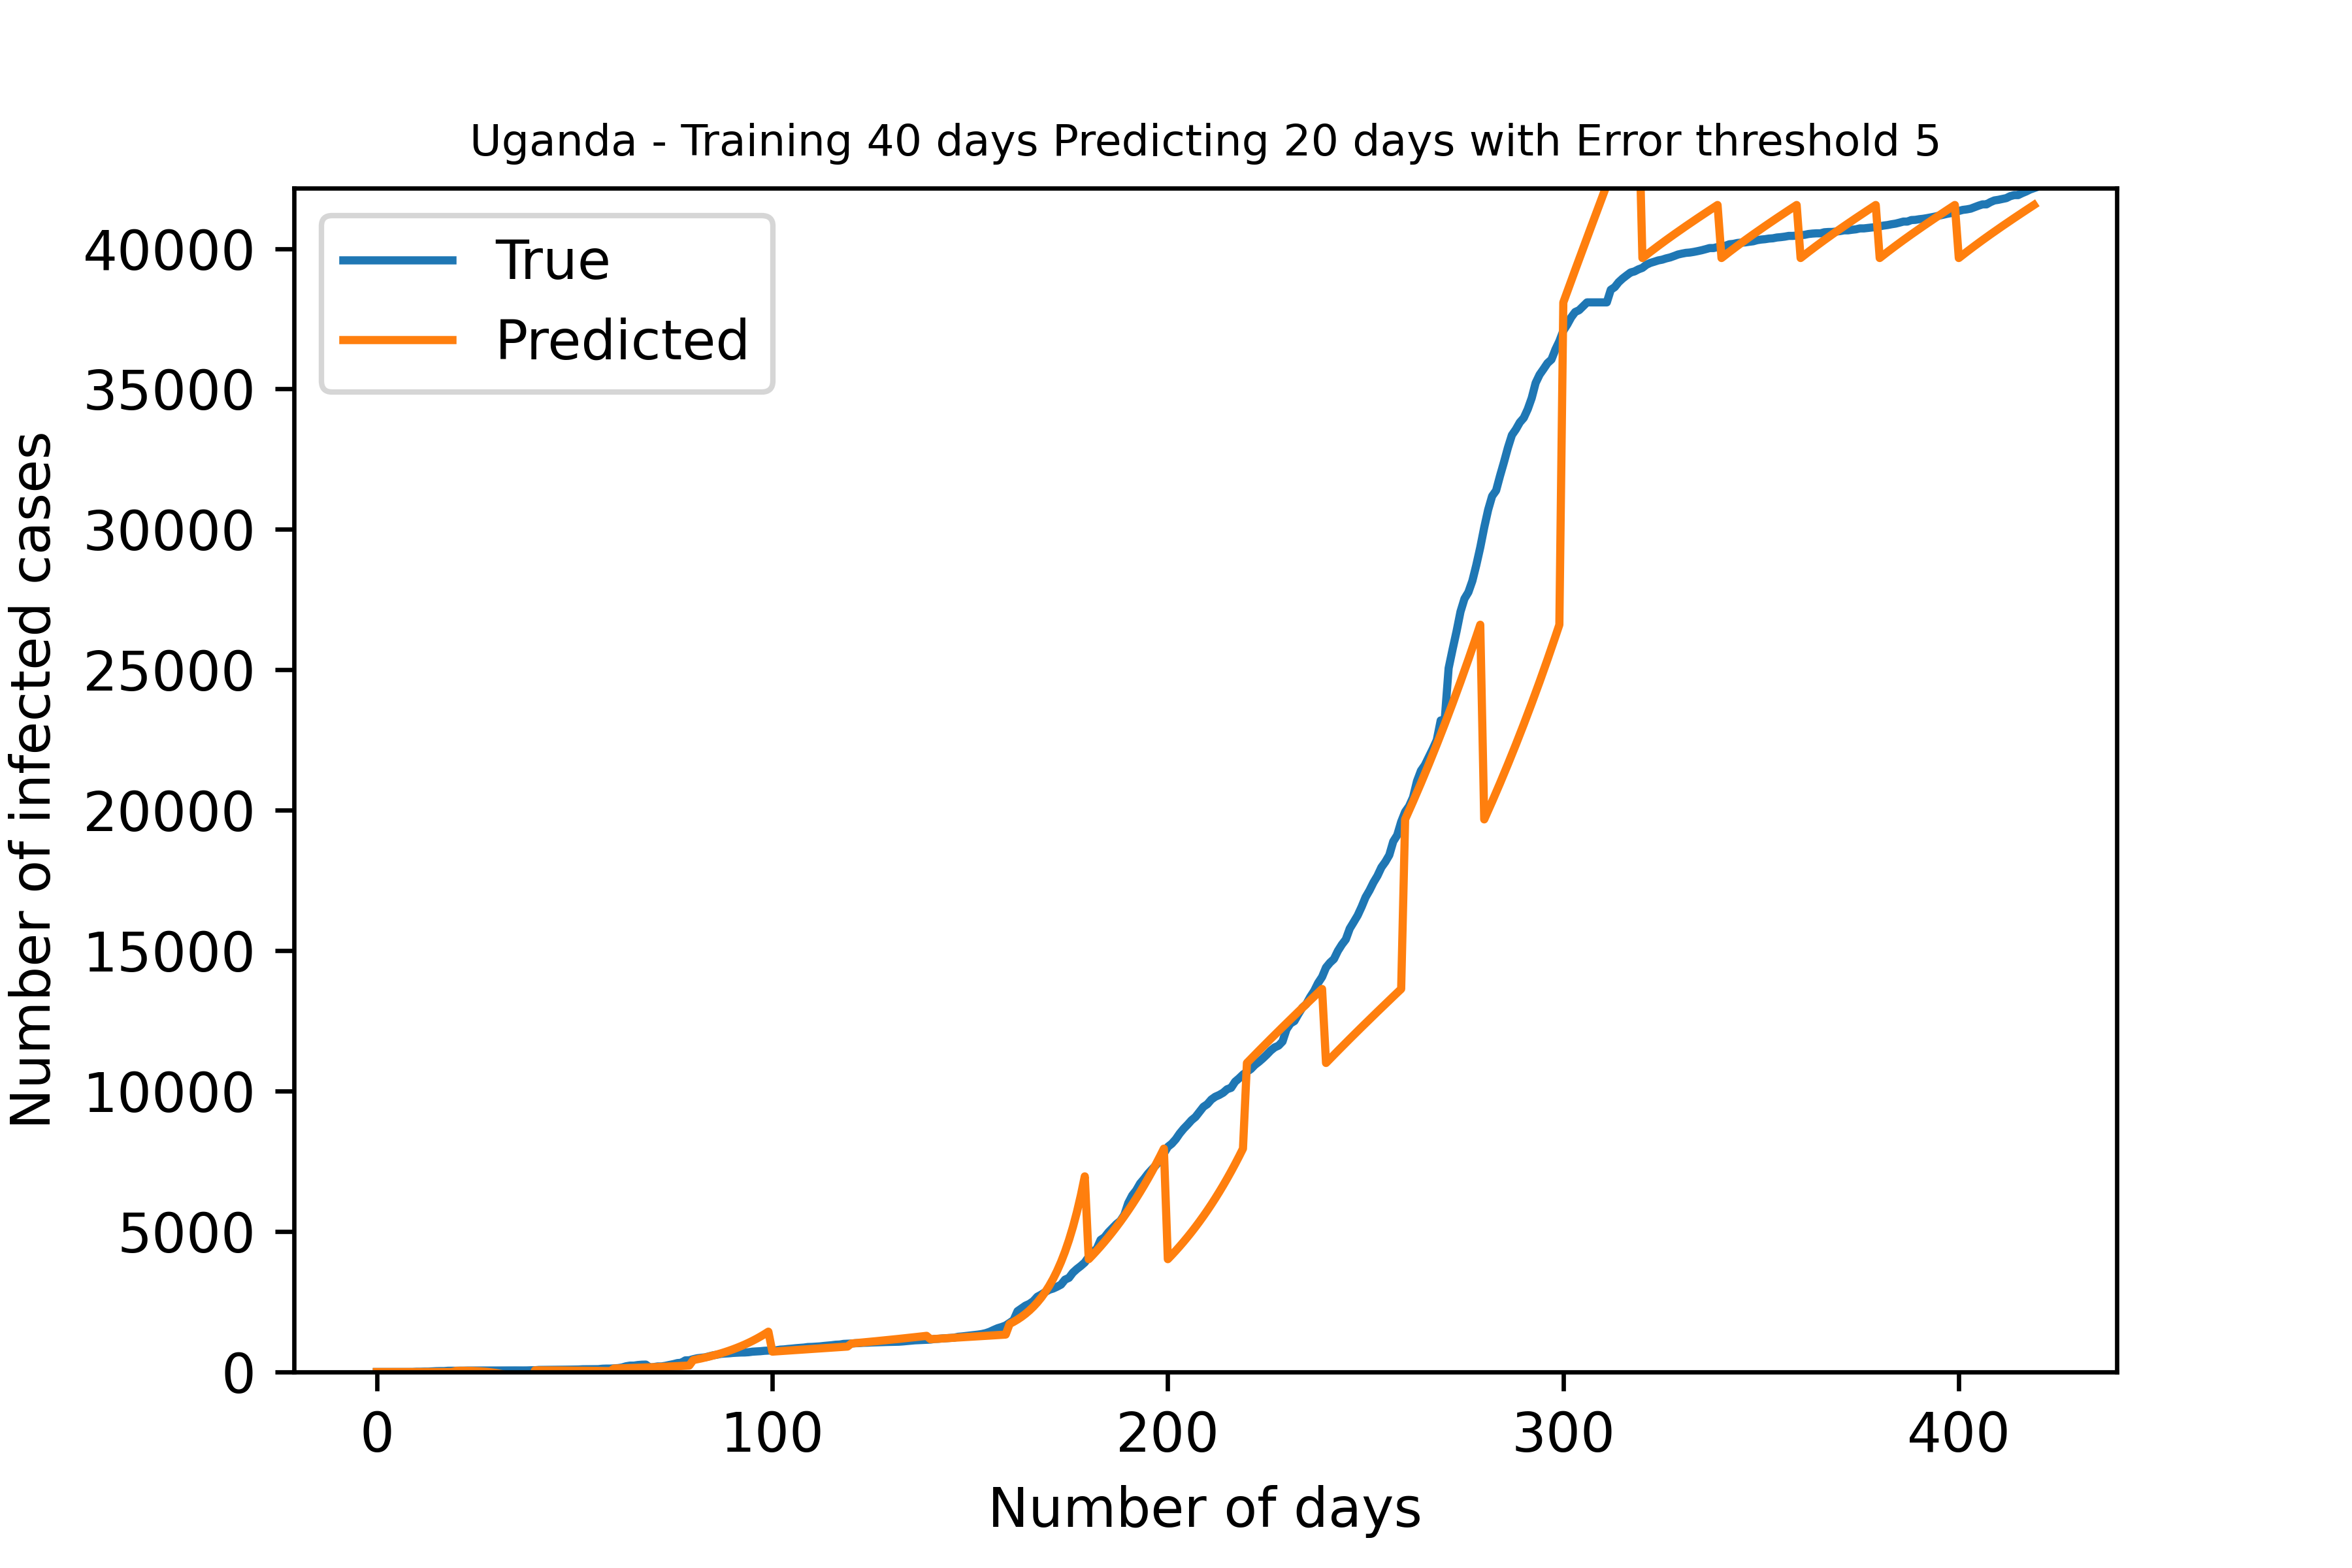 Uganda - Training 40 days Predicting 20 days with Error threshold 5
True
Predicted
40000
35000
30000
25000
20000
15000
10000
5000
0
Number of infected cases
0 100 200 300 400
Number of days